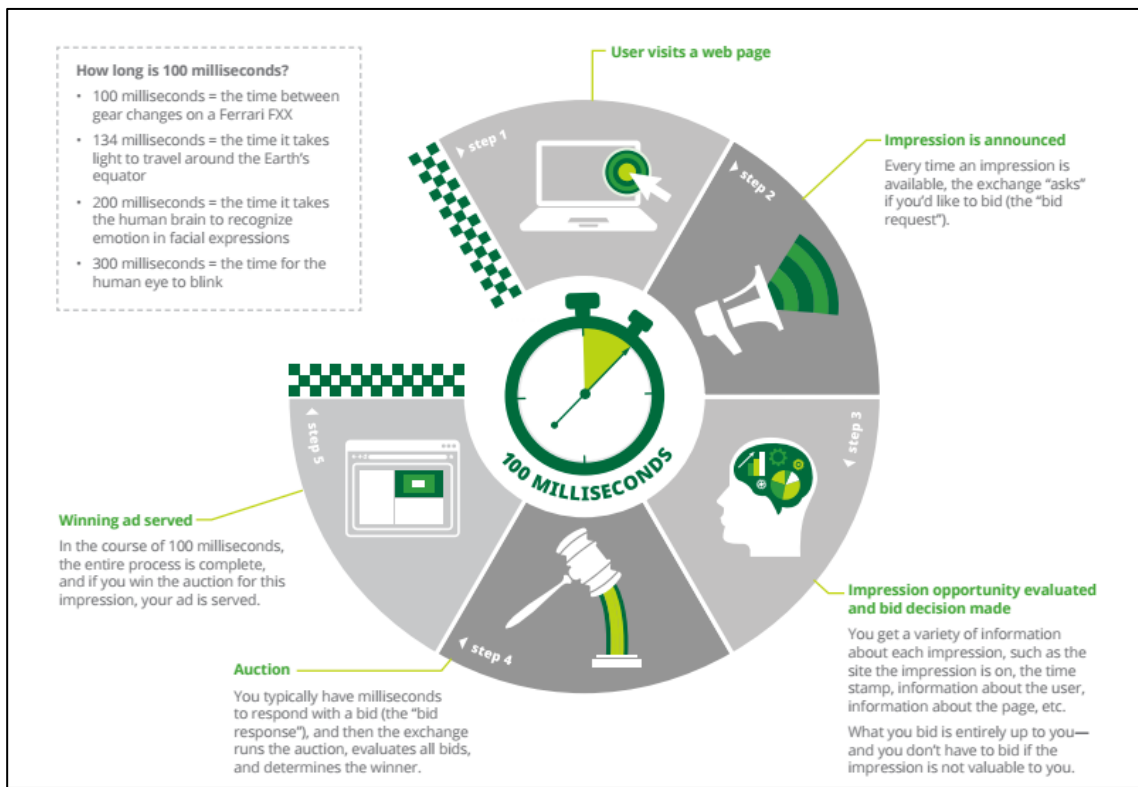 How long is 100 milliseconds?
• 100 milliseconds = the time between
gear changes on a Ferrari FXX
• 134 milliseconds = the time it takes
light to travel around the Earth's
equator
• 200 milliseconds = the time it takes
the human brain to recognize
emotion in facial expressions
• 300 milliseconds = the time for the
human eye to blink
User visits a web page
step 1
Impression is announced
Every time an impression is
available, the exchange “asks”
if you'd like to bid (the “bid
request”).
step 2
step 3
Impression opportunity evaluated
and bid decision made
You get a variety of information
about each impression, such as the
site the impression is on, the time
stamp, information about the user,
information about the page, etc.
What you bid is entirely up to you—
and you don't have to bid if the
impression is not valuable to you.
step 4
Auction
You typically have milliseconds
to respond with a bid (the “bid
response”), and then the exchange
runs the auction, evaluates all bids,
and determines the winner.
step 5
Winning ad served
In the course of 100 milliseconds,
the entire process is complete,
and if you win the auction for this
impression, your ad is served.
100 MILLISECONDS